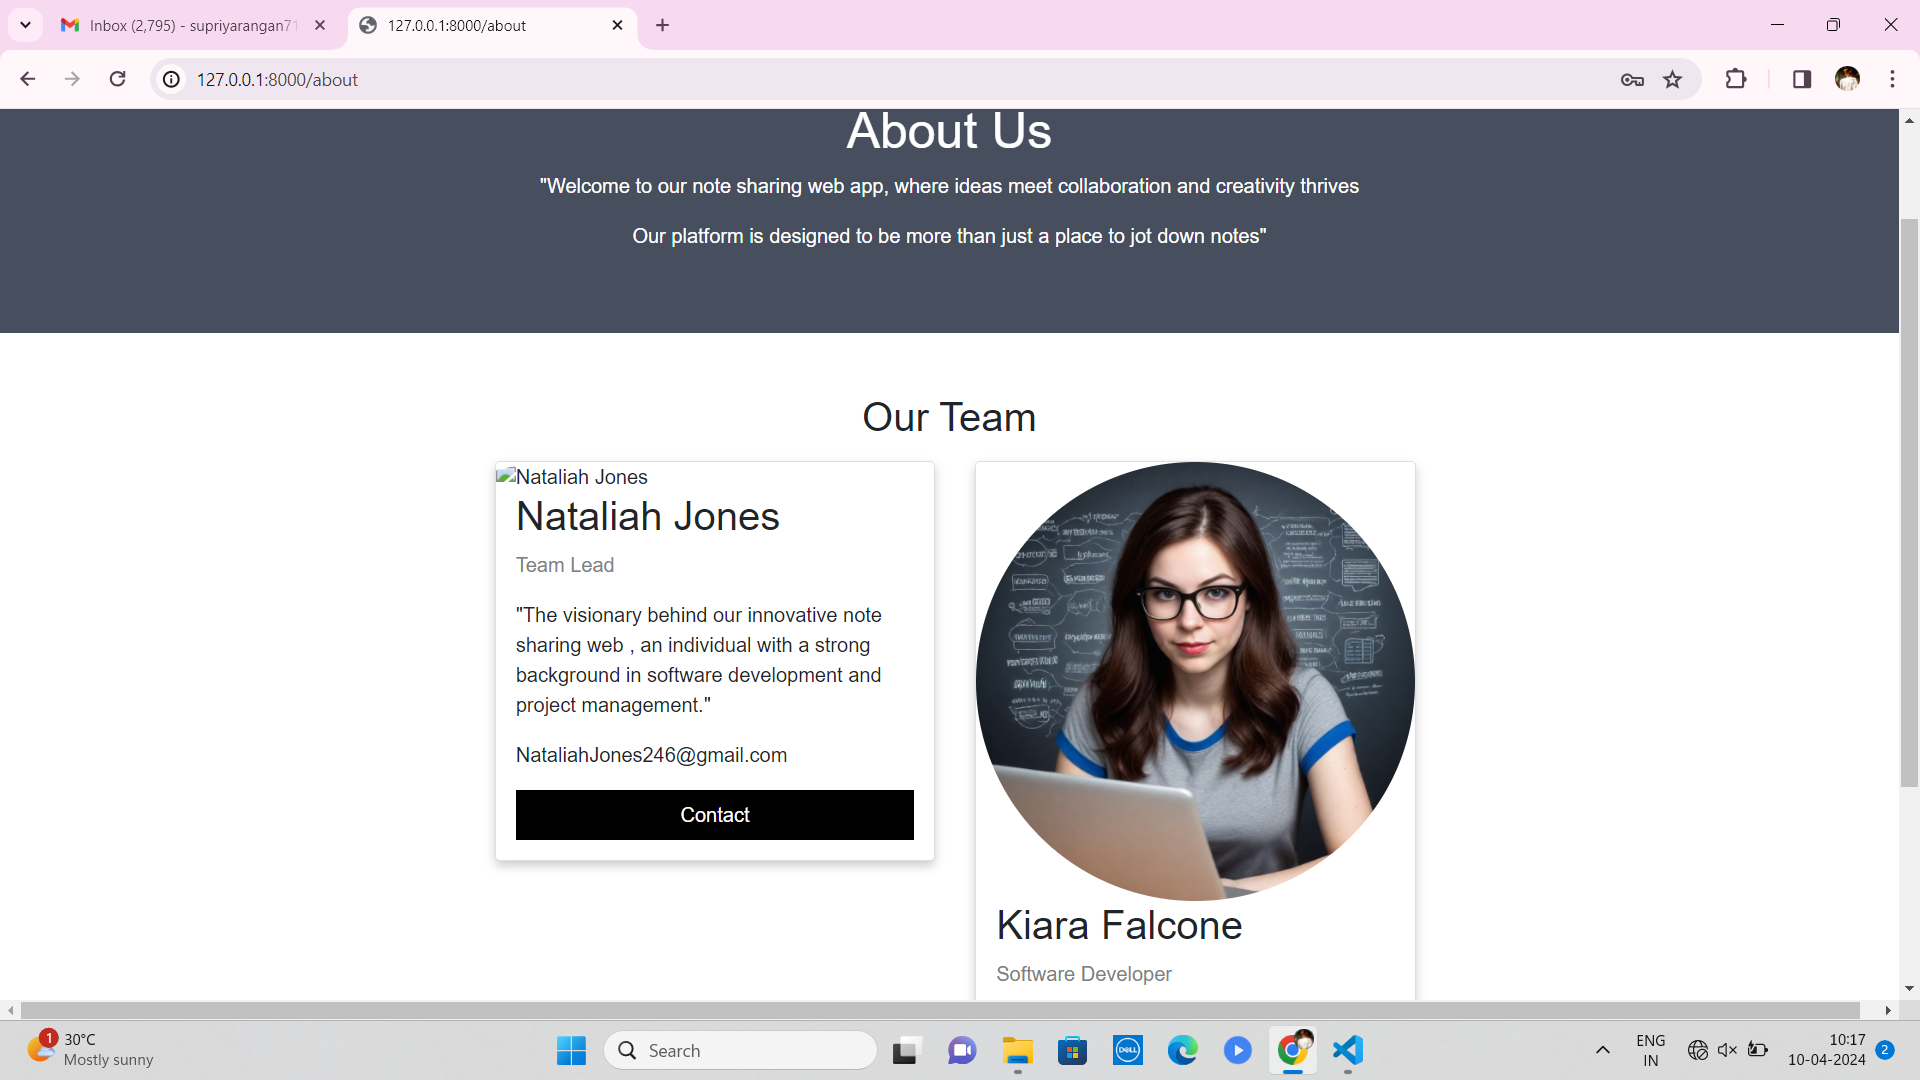 Inbox (2,795) - supriyarangan71
127.0.0.1:8000/about
127.0.0.1:8000/about
About Us
"Welcome to our note sharing web app, where ideas meet collaboration and creativity thrives
Our platform is designed to be more than just a place to jot down notes"
Our Team
Nataliah Jones
Nataliah Jones
Team Lead
"The visionary behind our innovative note
sharing web , an individual with a strong
background in software development and
project management."
NataliahJones246@gmail.com
Contact
Kiara Falcone
Software Developer
1
30°C
Mostly sunny
Search
DELL
ENG
IN
10:17
10-04-2024
2